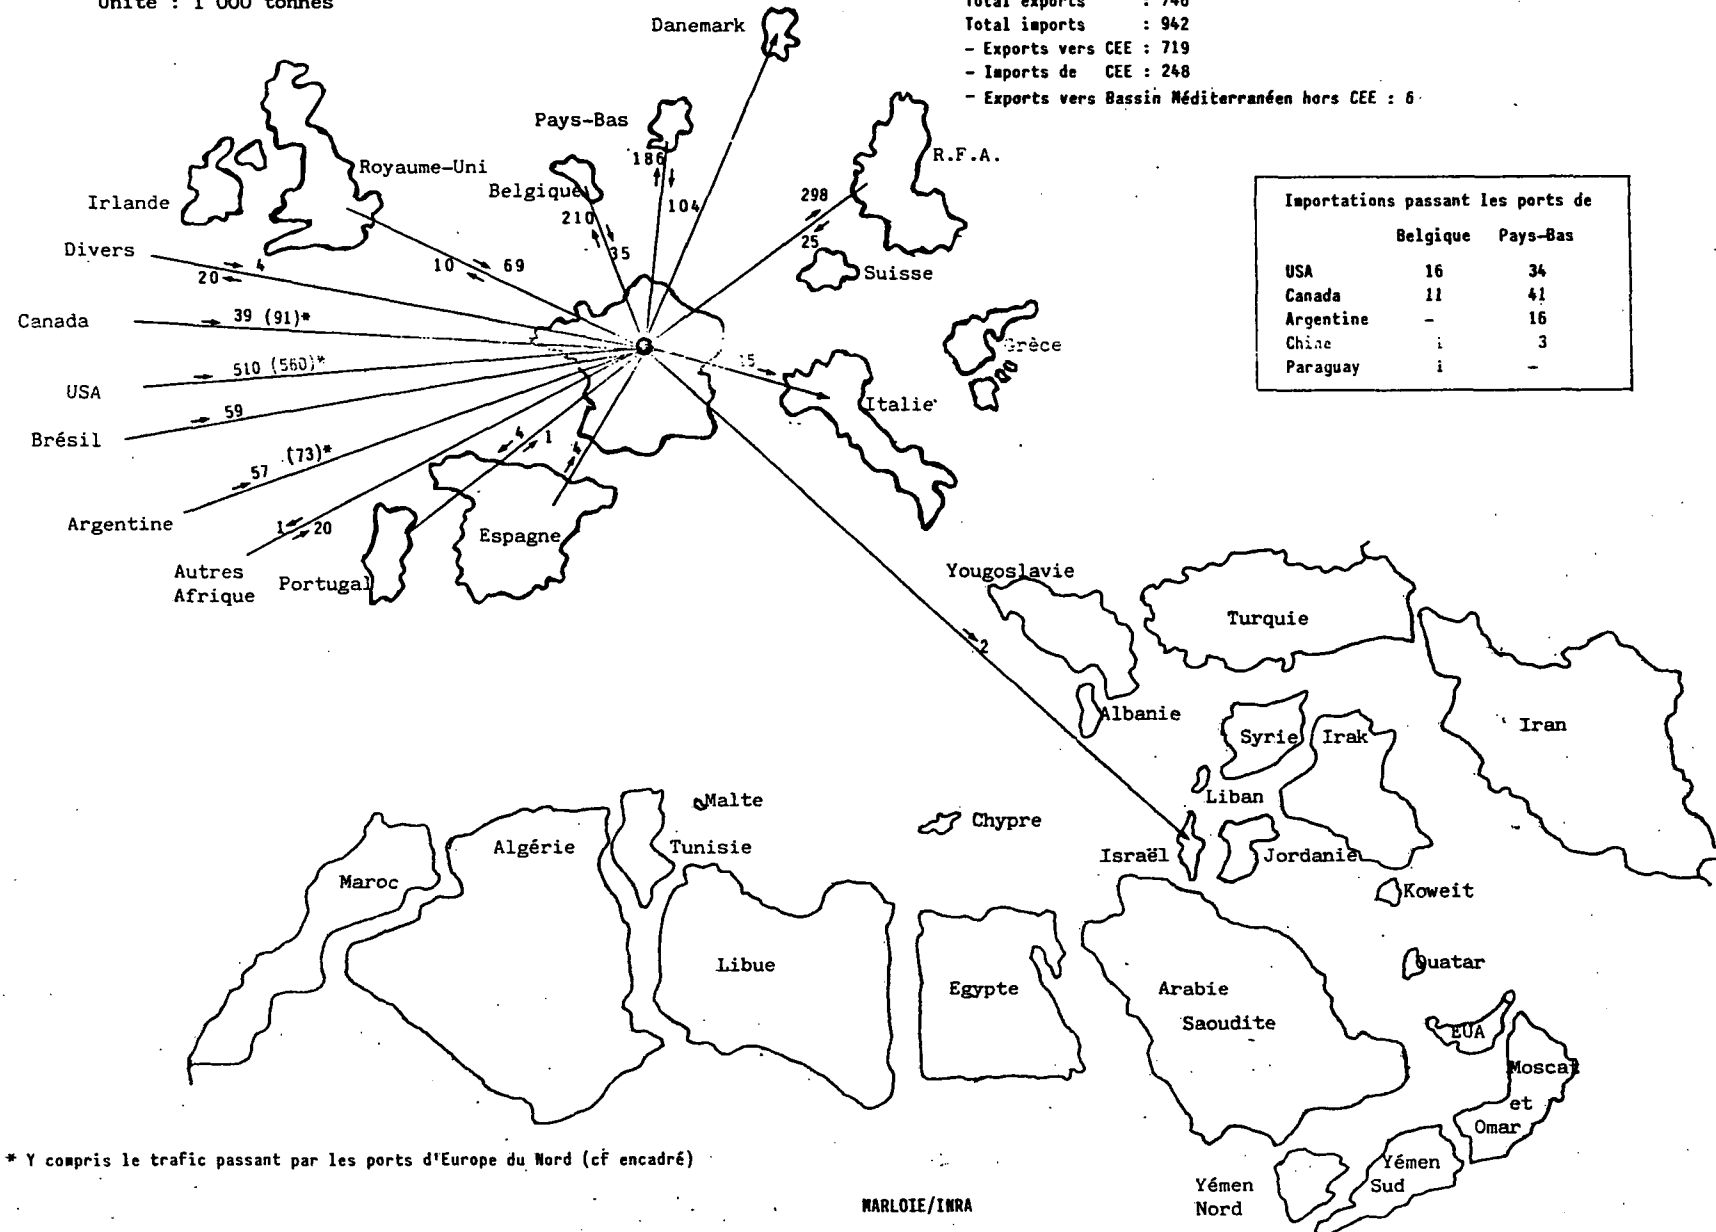 Unité : 1 000 tonnes
Total exports : 746
Total imports : 942
- Exports vers CEE : 719
- Imports de CEE : 248
- Exports vers Bassin Méditerranéen hors CEE : 6
Danemark
Pays-Bas
186
104
Royaume-Uni
Belgique
210
35
R.F.A.
298
25
Irlande
Divers
20
4
10
69
Suisse
Importations passant les ports de
Belgique Pays-Bas
USA 16 34
Canada 11 41
Argentine - 16
Chine i 3
Paraguay i -
Canada
39 (91)*
USA
510 (560)*
15
Grèce
Italie
Brésil
59
57 (73)*
4
1
4
Argentine
1
20
Espagne
Autres
Afrique
Portugal
Yougoslavie
Turquie
2
Albanie
Syrie
Irak
Iran
Malte
Liban
Chypre
Algérie
Tunisie
Israël
Jordanie
Maroc
Koweit
Libue
Egypte
Arabie
Saoudite
Ouatar
EUA
Moscat
et
Omar
* Y compris le trafic passant par les ports d'Europe du Nord (cf encadré)
Yémen
Sud
Yémen
Nord
MARLOIE/INRA